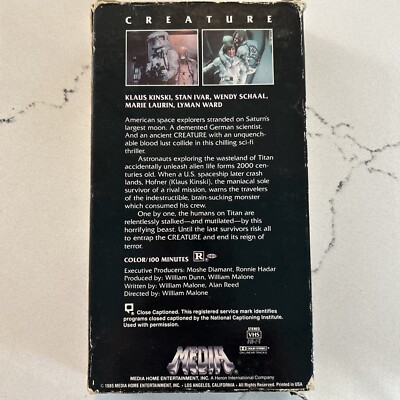 CREATURE
KLAUS KINSKI, STAN IVAR, WENDY SCHAAL,
MARIE LAURIN, LYMAN WARD
American space explorers stranded on Saturn's
largest moon. A demented German scientist.
And an ancient CREATURE with an unquench-
able blood lust collide in this chilling sci-fi
thriller.
Astronauts exploring the wasteland of Titan
accidentally unleash alien life forms 2000 cen-
turies old. When a U.S. spaceship later crash
lands, Hofner (Klaus Kinski), the maniacal sole
survivor of a rival mission, warns the travelers
of the indestructible, brain-sucking monster
which consumed his crew.
One by one, the humans on Titan are
relentlessly stalked—and mutilated—by this
horrifying beast. Until the last survivors risk all
to entrap the CREATURE and end its reign of
terror.
COLOR/100 MINUTES R
Executive Producers: Moshe Diamant, Ronnie Hadar
Produced by: William Dunn, William Malone
Written by: William Malone, Alan Reed
Directed by: William Malone
Close Captioned. This registered service mark identifies
programs closed captioned by the National Captioning Institute.
Used with permission.
STEREO
VHS
HI-FI
DOLBY SYSTEM
ON LINEAR TRACKS
MEDIA
MEDIA HOME ENTERTAINMENT, INC. A Heron International Company
© 1985 MEDIA HOME ENTERTAINMENT, INC. • LOS ANGELES, CALIFORNIA • All Rights Reserved. Printed in USA